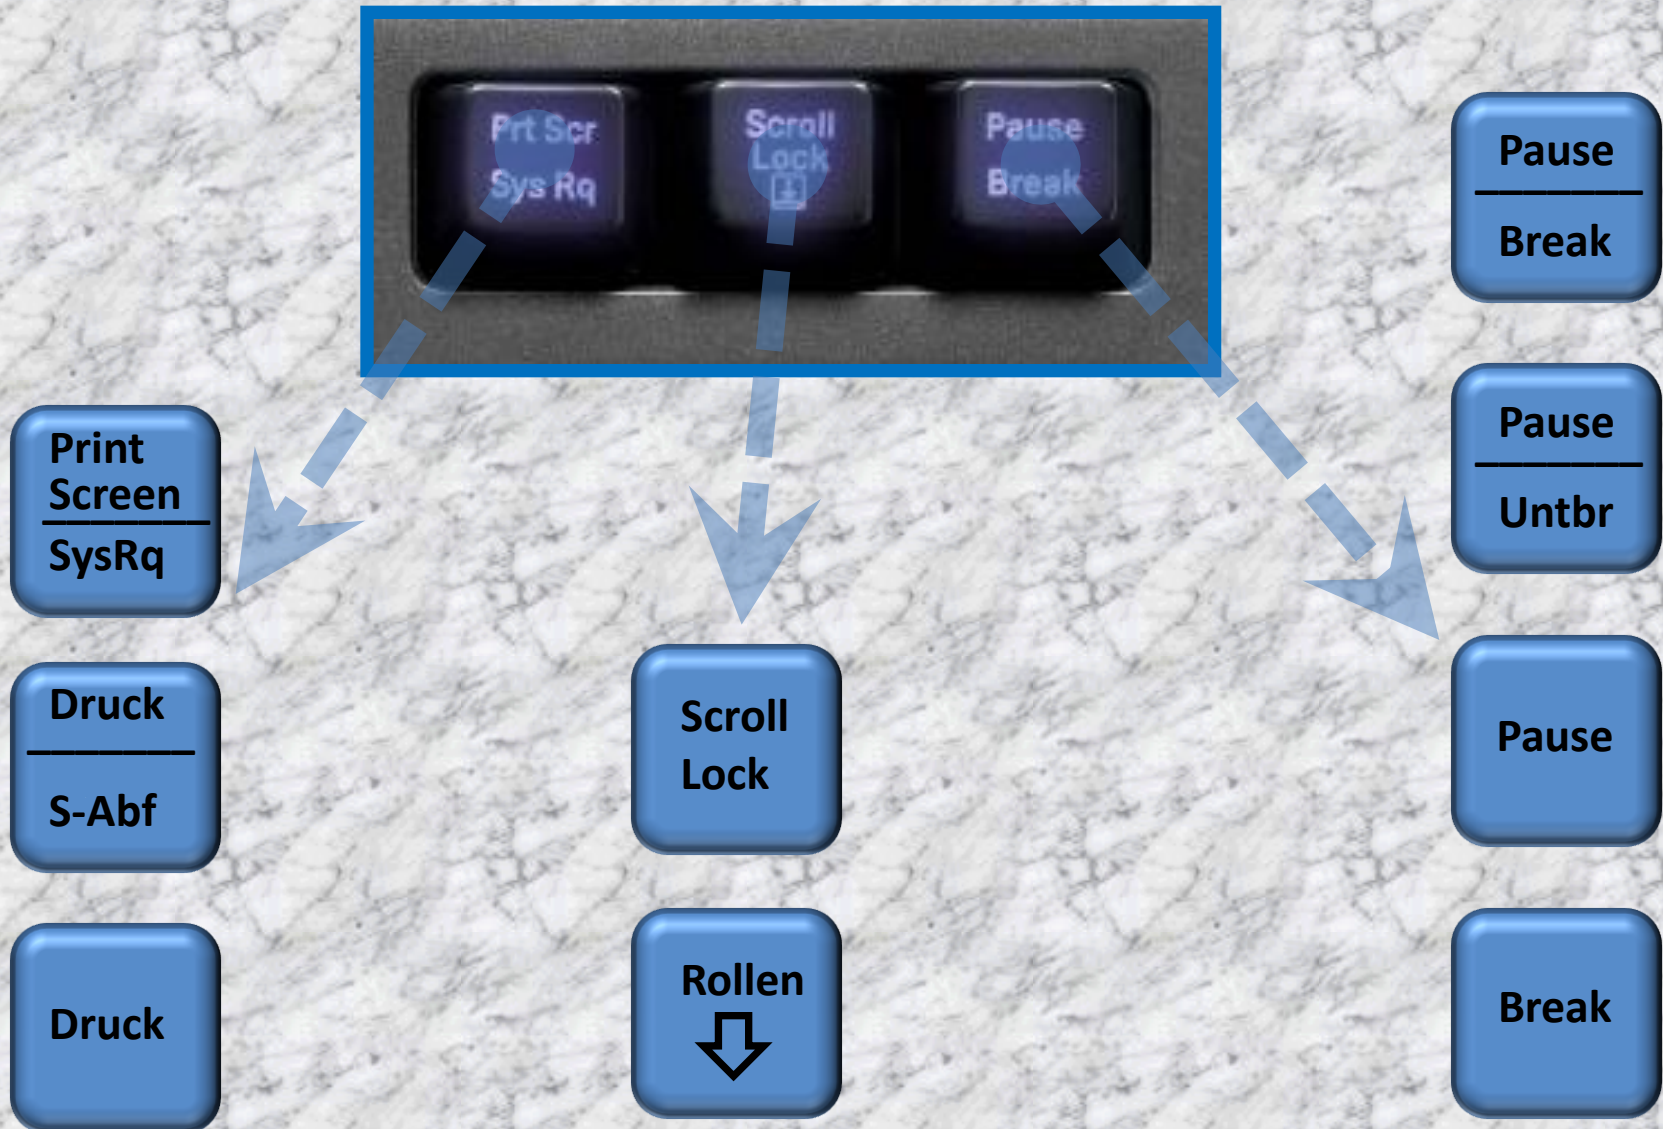 Prt Scr
Sys Rq
Scroll
Lock
Pause
Break
Print
Screen
SysRq
Druck
S-Abf
Druck
Scroll
Lock
Rollen
Pause
Break
Pause
Untbr
Pause
Break